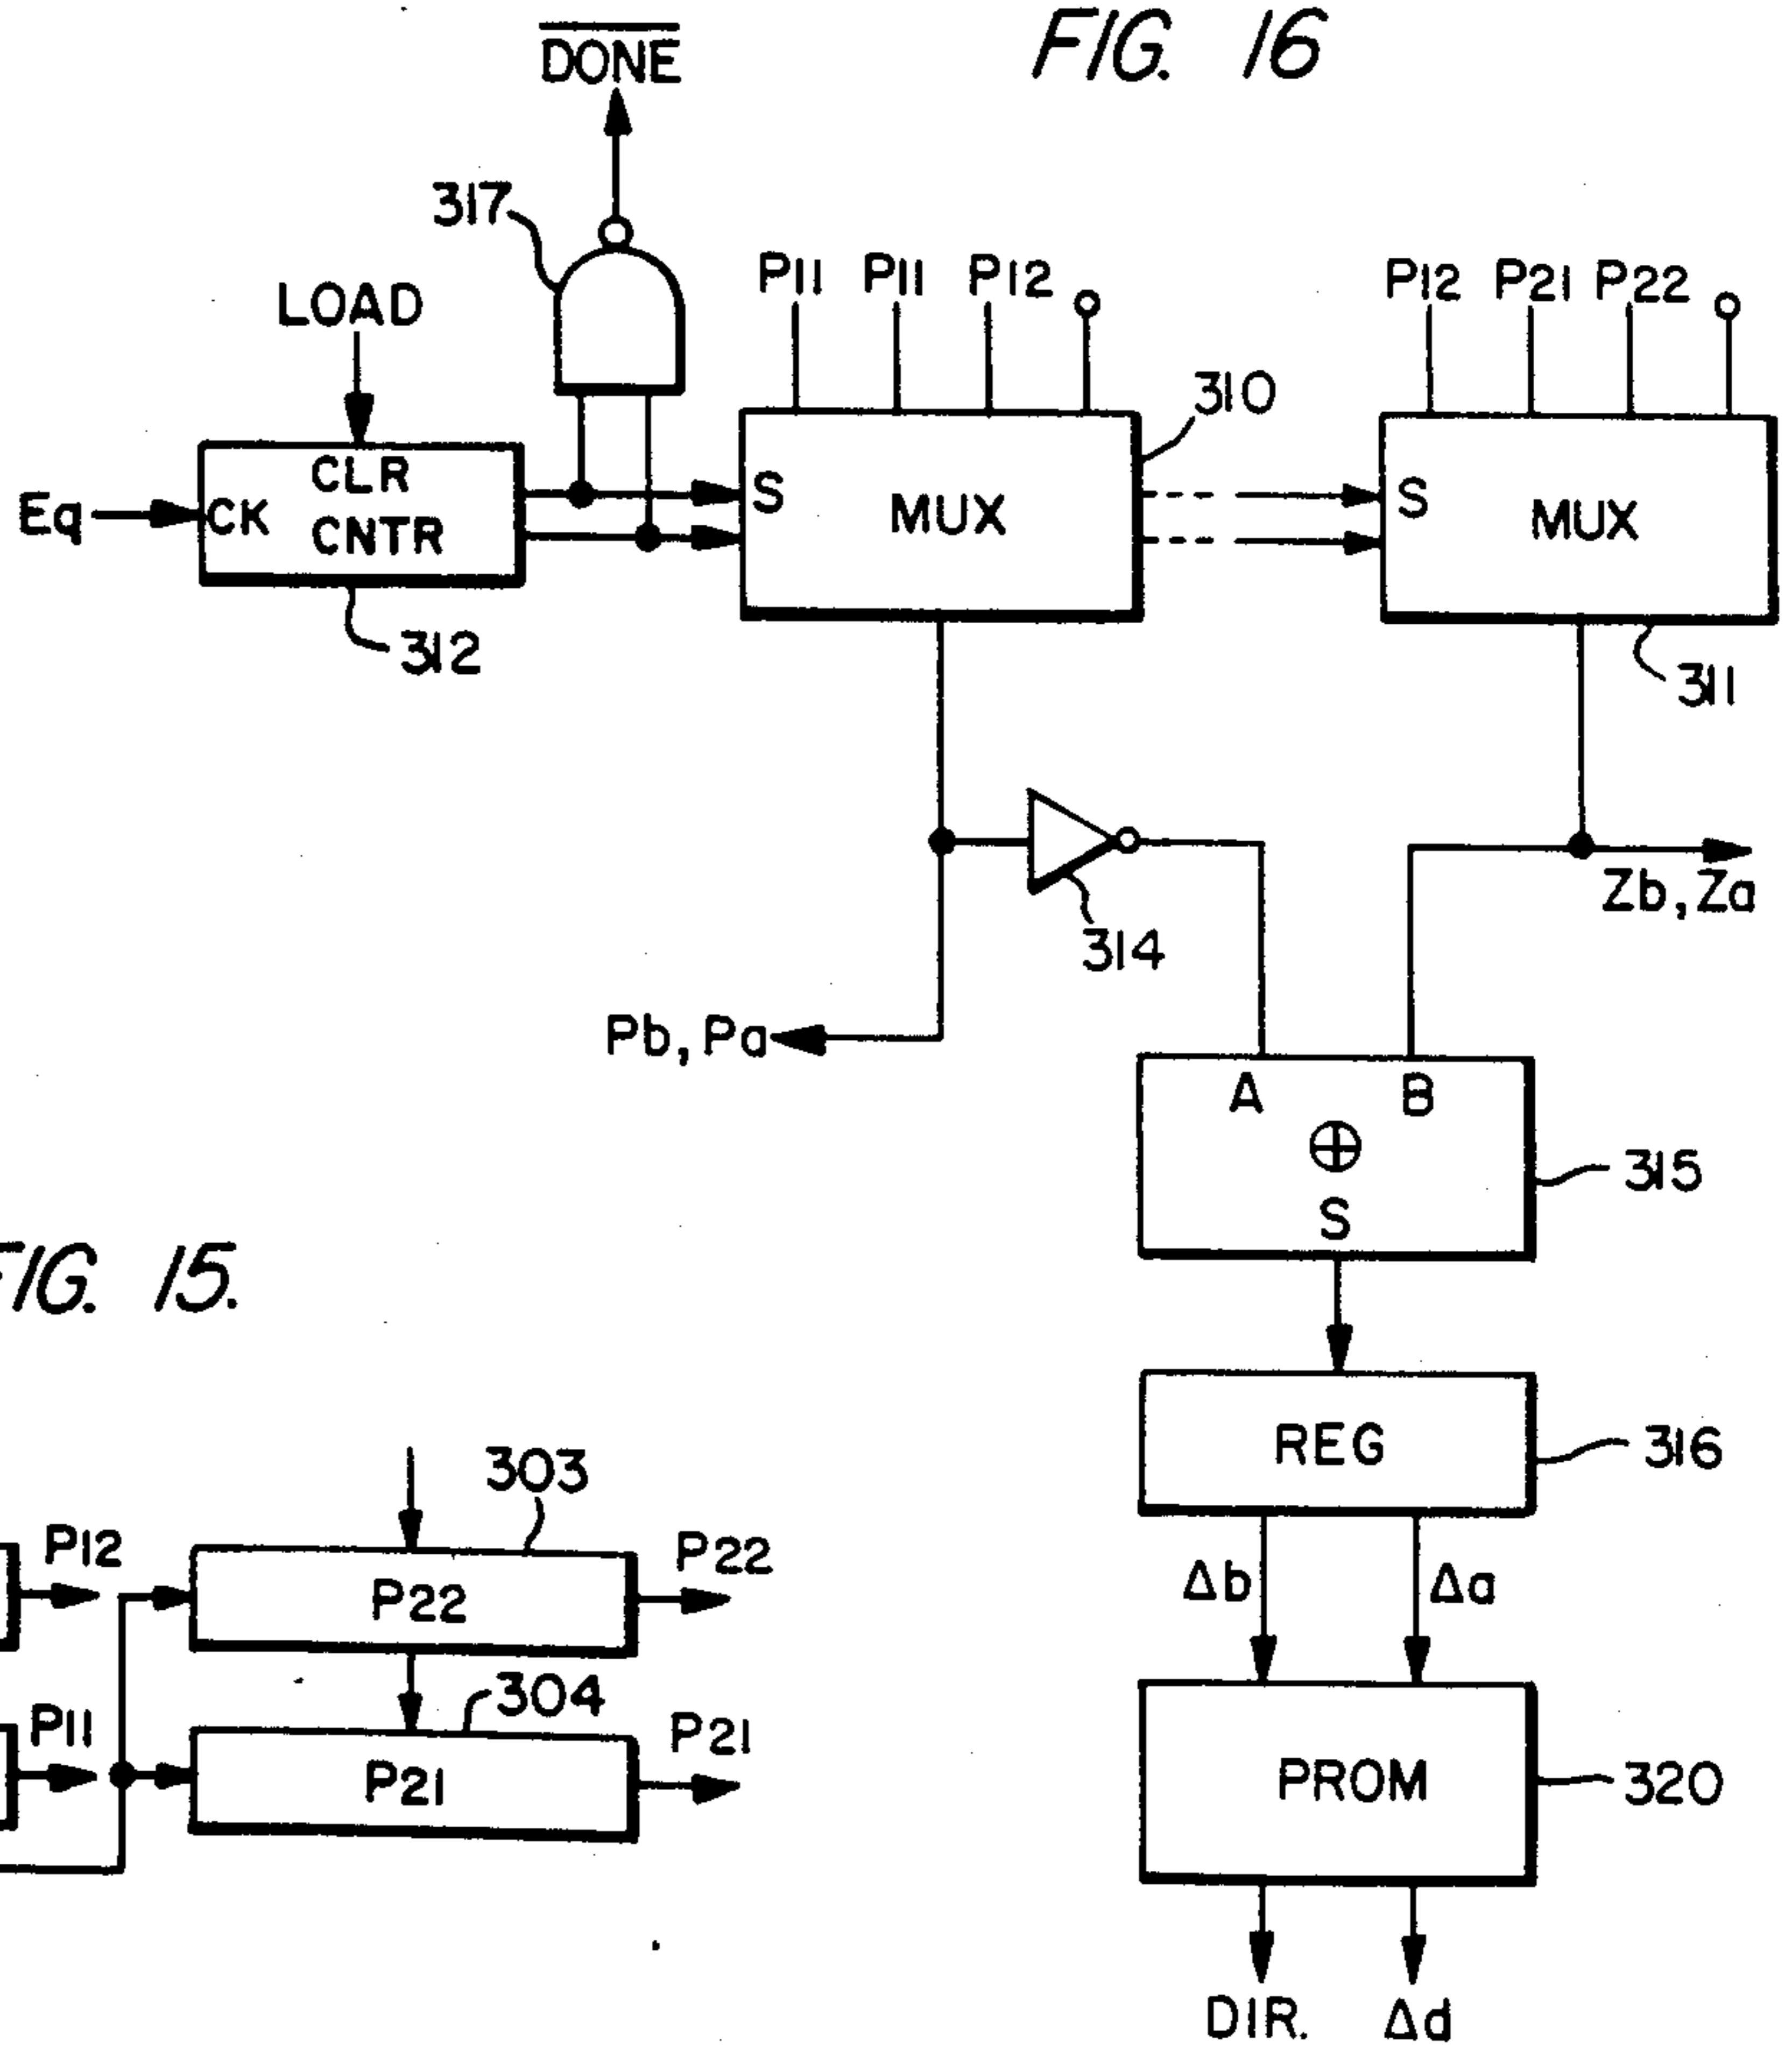 FIG. 16
DONE
317
LOAD
P11 P11 P12
P12 P21 P22
310
CLR
Eq CK CNTR
S MUX
S MUX
312
311
314
Zb, Za
Pb, Pa
A B
⊕
S
315
REG
316
Δb Δa
PROM
320
DIR. Δd
FIG. 15.
303
P12
P22
P22
304
P11
P21
P21